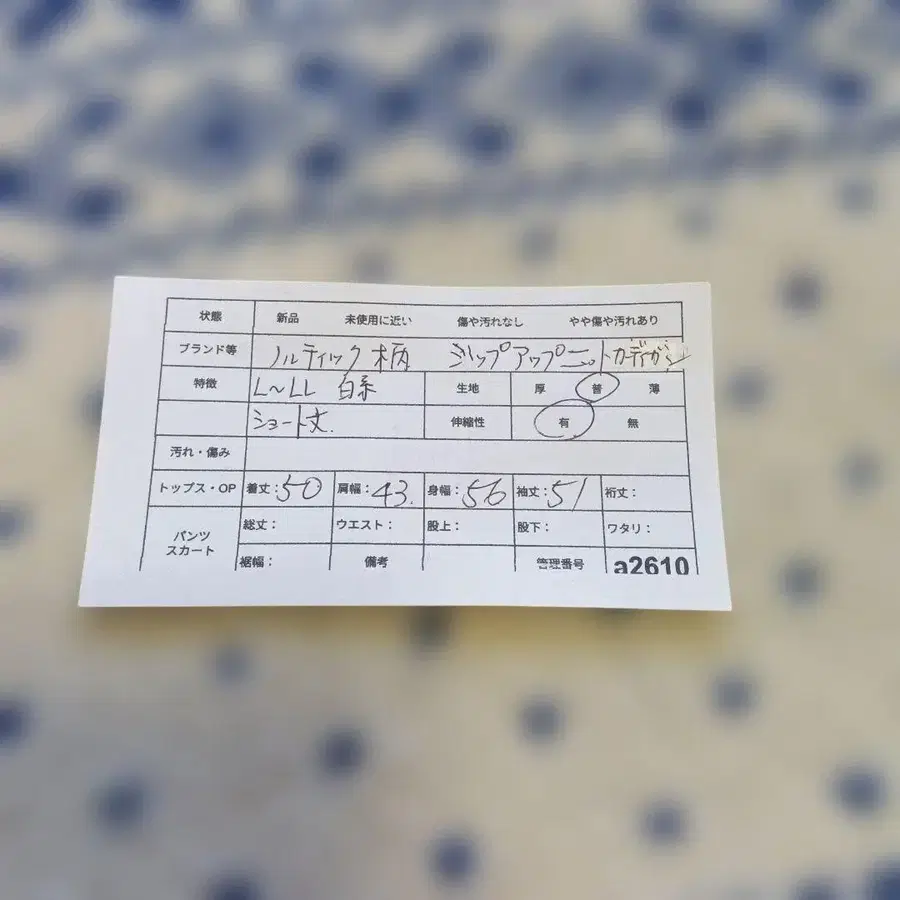 状態 新品 未使用に近い 傷や汚れなし やや傷や汚れあり
ブランド等 ノルディック柄 ジップアップニットカーディガン
特徴 L~LL 白系 生地 厚 普 薄
ショート丈. 伸縮性 有 無
汚れ・傷み
トップス・OP 着丈:50 肩幅:43. 身幅:56 袖丈:51 裄丈:
パンツ 総丈: ウエスト: 股上: 股下: ワタリ:
スカート 裾幅: 備考 管理番号 a2610